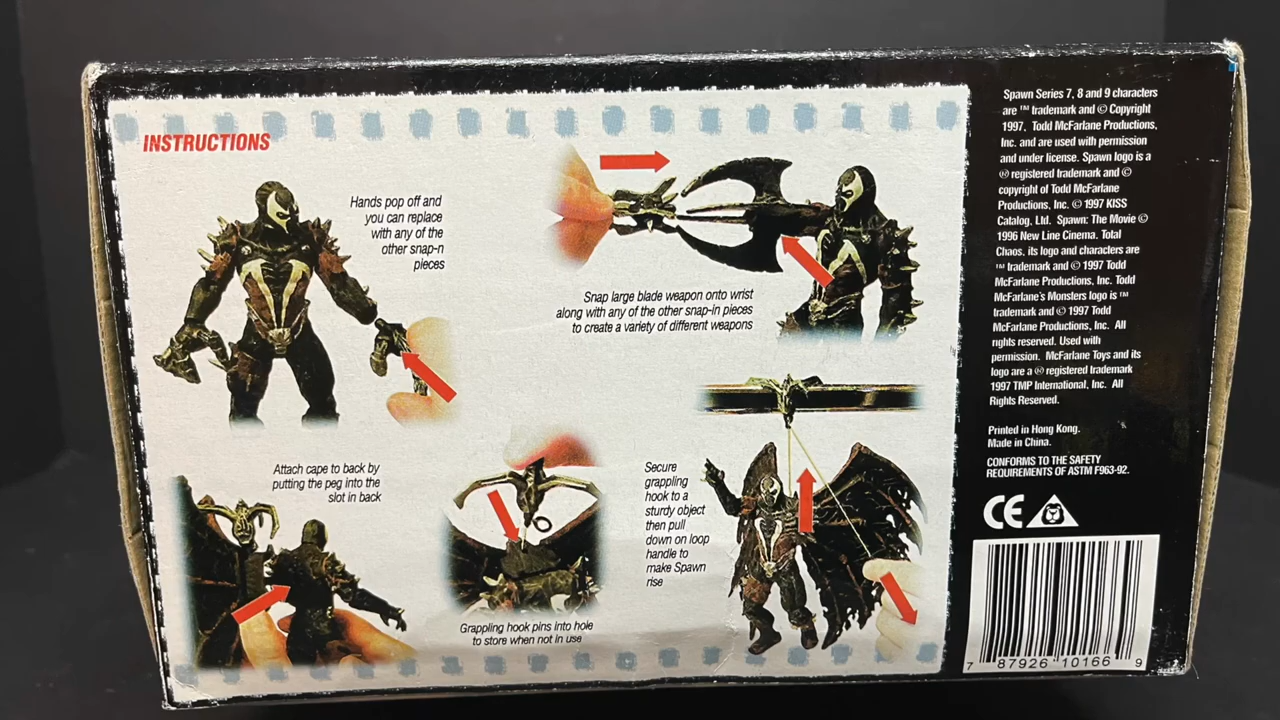 INSTRUCTIONS
Hands pop off and
you can replace
with any of the
other snap-n
pieces
Snap large blade weapon onto wrist
along with any of the other snap-in pieces
to create a variety of different weapons
Attach cape to back by
putting the peg into the
slot in back
Grappling hook pins into hole
to store when not in use
Secure
grappling
hook to a
sturdy object
then pull
down on loop
handle to
make Spawn
rise
Spawn Series 7, 8 and 9 characters
are ™ trademark and © Copyright
1997, Todd McFarlane Productions,
Inc. and are used with permission
and under license. Spawn logo is a
® registered trademark and ©
copyright of Todd McFarlane
Productions, Inc. © 1997 KISS
Catalog, Ltd. Spawn: The Movie ©
1996 New Line Cinema. Total
Chaos, its logo and characters are
™ trademark and © 1997 Todd
McFarlane Productions, Inc. Todd
McFarlane's Monsters logo is ™
trademark and © 1997 Todd
McFarlane Productions, Inc. All
rights reserved. Used with
permission. McFarlane Toys and its
logo are a ® registered trademark
1997 TMP International, Inc. All
Rights Reserved.
Printed in Hong Kong.
Made in China.
CONFORMS TO THE SAFETY
REQUIREMENTS OF ASTM F963-92.
CE
7 87926 10166 9